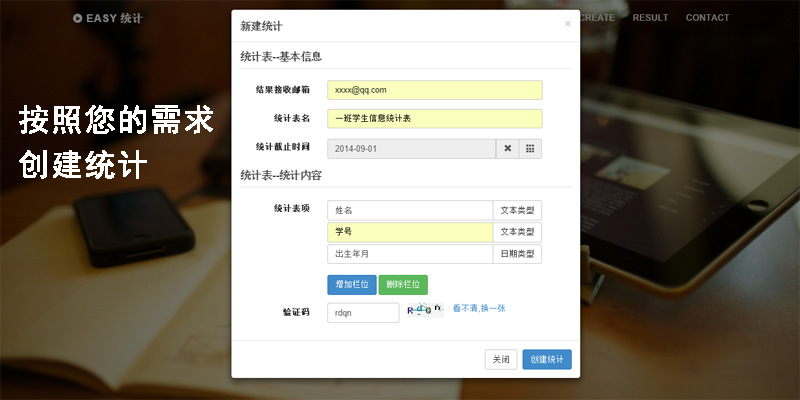 EASY 统计
CREATE RESULT CONTACT
按照您的需求
创建统计
新建统计 ×
统计表--基本信息
结果接收邮箱 xxxx@qq.com
统计表名 一班学生信息统计表
统计截止时间 2014-09-01
统计表--统计内容
统计表项 姓名 文本类型
学号 文本类型
出生年月 日期类型
增加栏位 删除栏位
验证码 rdqn Rdqn 看不清,换一张
关闭 创建统计